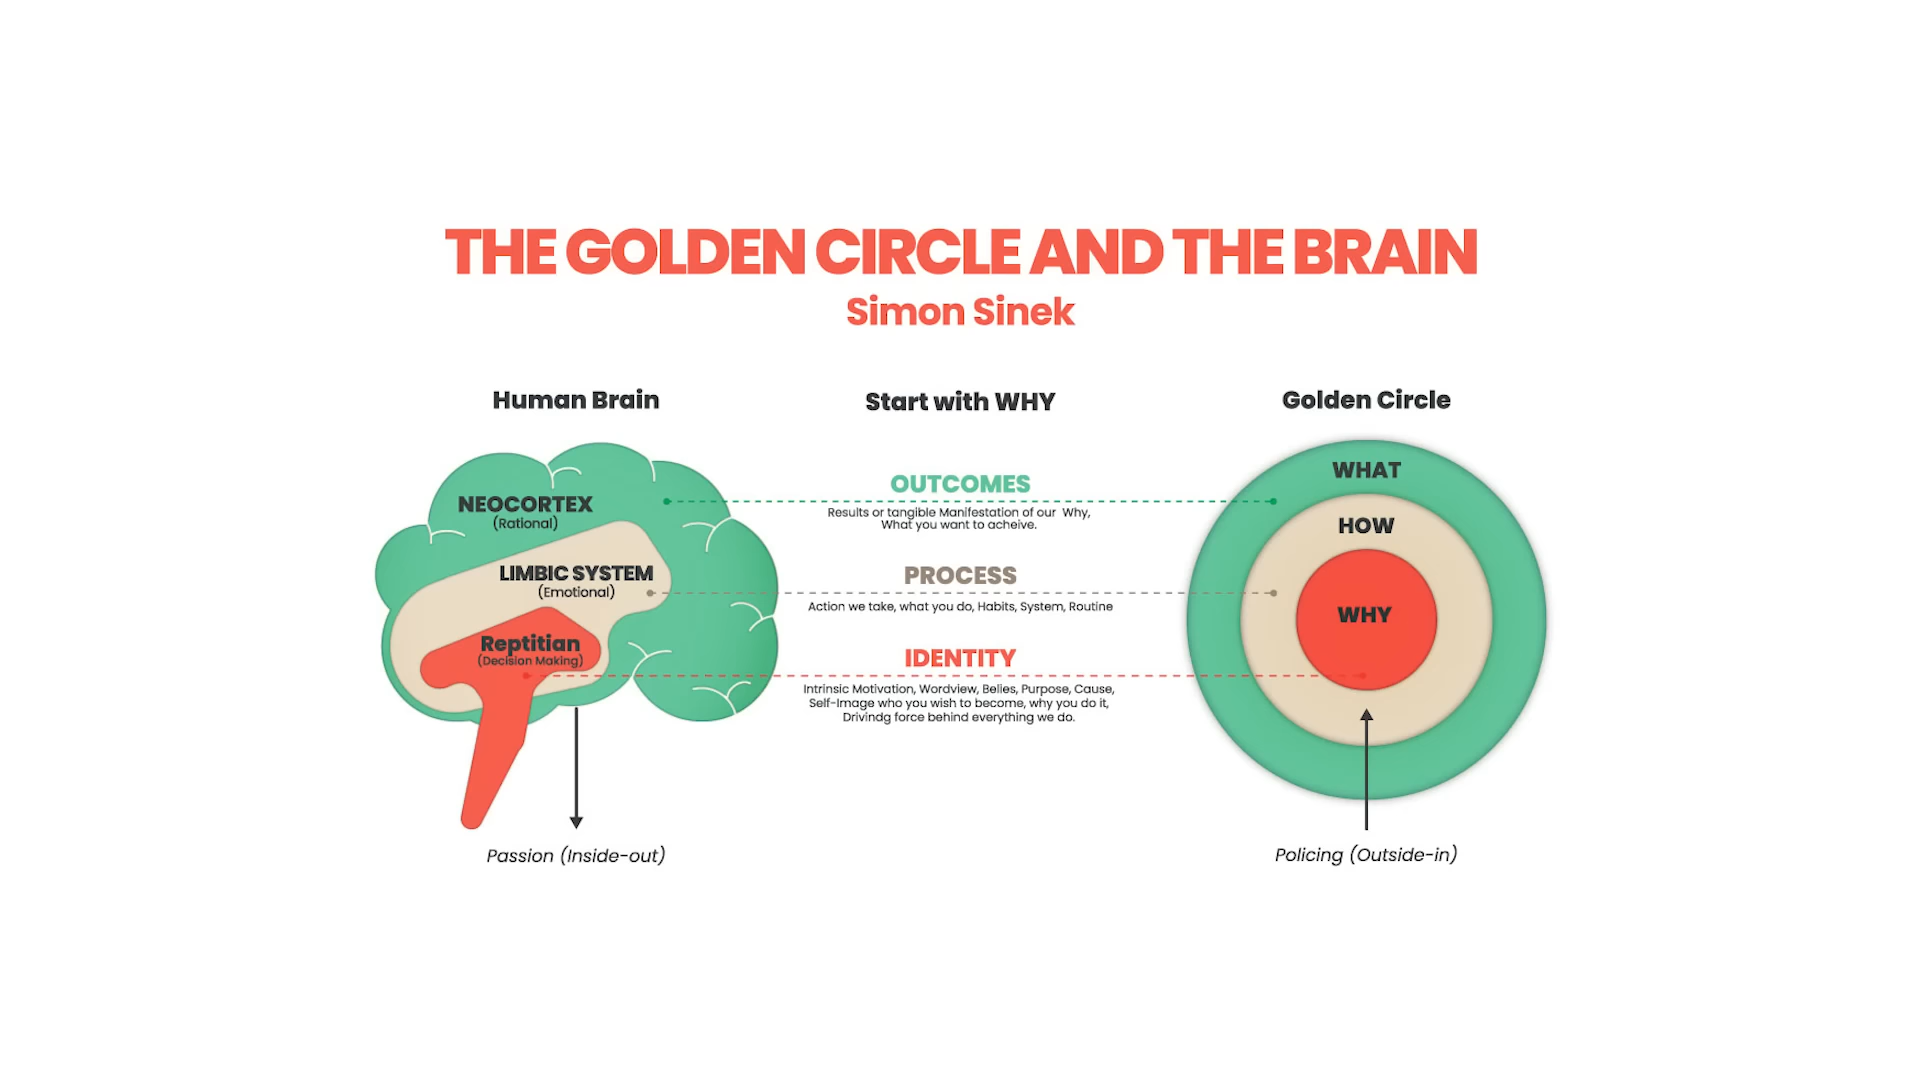 THE GOLDEN CIRCLE AND THE BRAIN
Simon Sinek
Human Brain
Start with WHY
Golden Circle
NEOCORTEX
(Rational)
LIMBIC SYSTEM
(Emotional)
Reptitian
(Decision Making)
Passion (Inside-out)
OUTCOMES
Results or tangible Manifestation of our Why,
What you want to acheive.
PROCESS
Action we take, what you do, Habits, System, Routine
IDENTITY
Intrinsic Motivation, Wordview, Belies, Purpose, Cause,
Self-Image who you wish to become, why you do it,
Drivindg force behind everything we do.
WHAT
HOW
WHY
Policing (Outside-in)